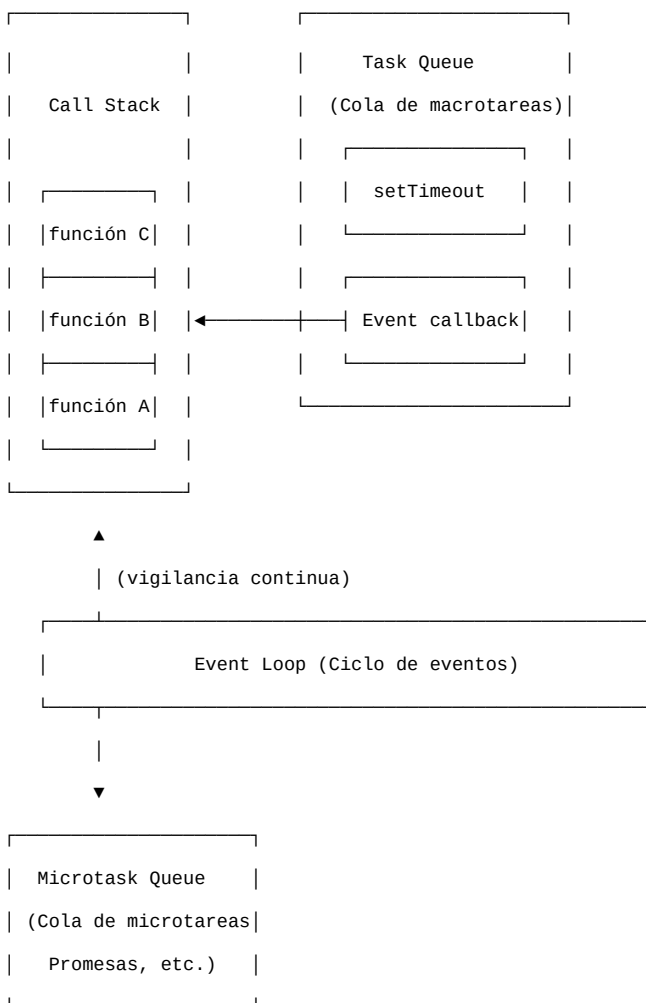 Task Queue
Call Stack (Cola de macrotareas)
setTimeout
función C
función B Event callback
función A
(vigilancia continua)
Event Loop (Ciclo de eventos)
Microtask Queue
(Cola de microtareas
Promesas, etc.)